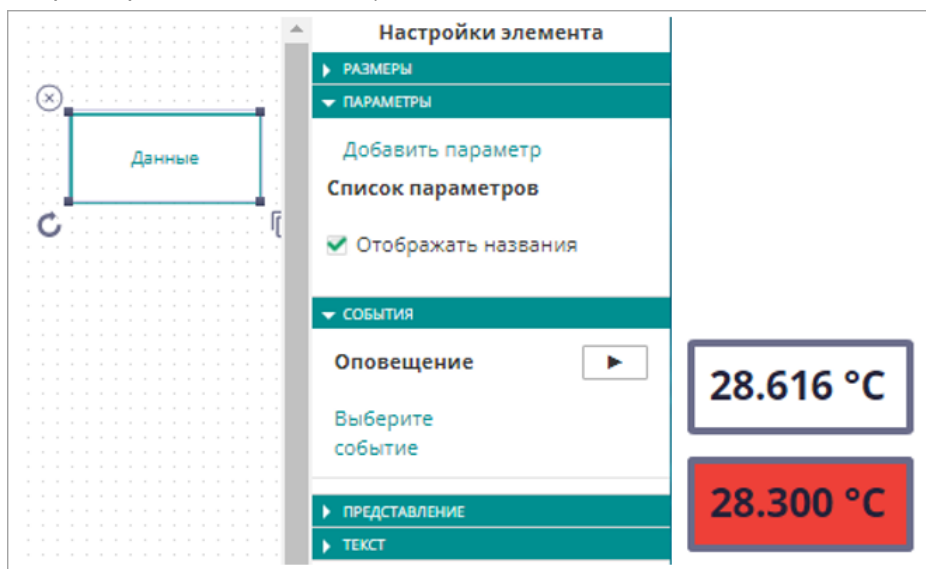 Настройки элемента
РАЗМЕРЫ
ПАРАМЕТРЫ
Данные
Добавить параметр
Список параметров
Отображать названия
СОБЫТИЯ
Оповещение
Выберите
событие
28.616 °C
28.300 °C
ПРЕДСТАВЛЕНИЕ
ТЕКСТ